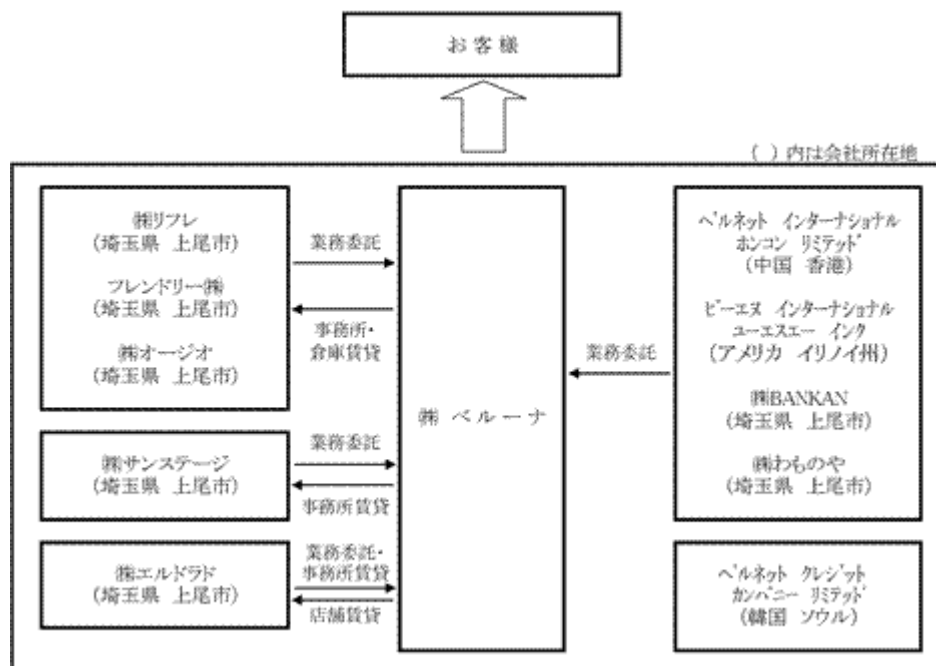 お客様
( ) 内は会社所在地
㈱リフレ
(埼玉県 上尾市)
フレンドリー㈱
(埼玉県 上尾市)
㈱オージオ
(埼玉県 上尾市)
業務委託
事務所・
倉庫賃貸
㈱サンステージ
(埼玉県 上尾市)
業務委託
事務所賃貸
㈱エルドラド
(埼玉県 上尾市)
業務委託・
事務所賃貸
店舗賃貸
㈱ ベルーナ
業務委託
ベルネット インターナショナル
ホンコン リミテッド
(中国 香港)
ビーエヌ インターナショナル
ユーエスエー インク
(アメリカ イリノイ州)
㈱BANKAN
(埼玉県 上尾市)
㈱わものや
(埼玉県 上尾市)
ベルネット クレジット
カンパニー リミテッド
(韓国 ソウル)